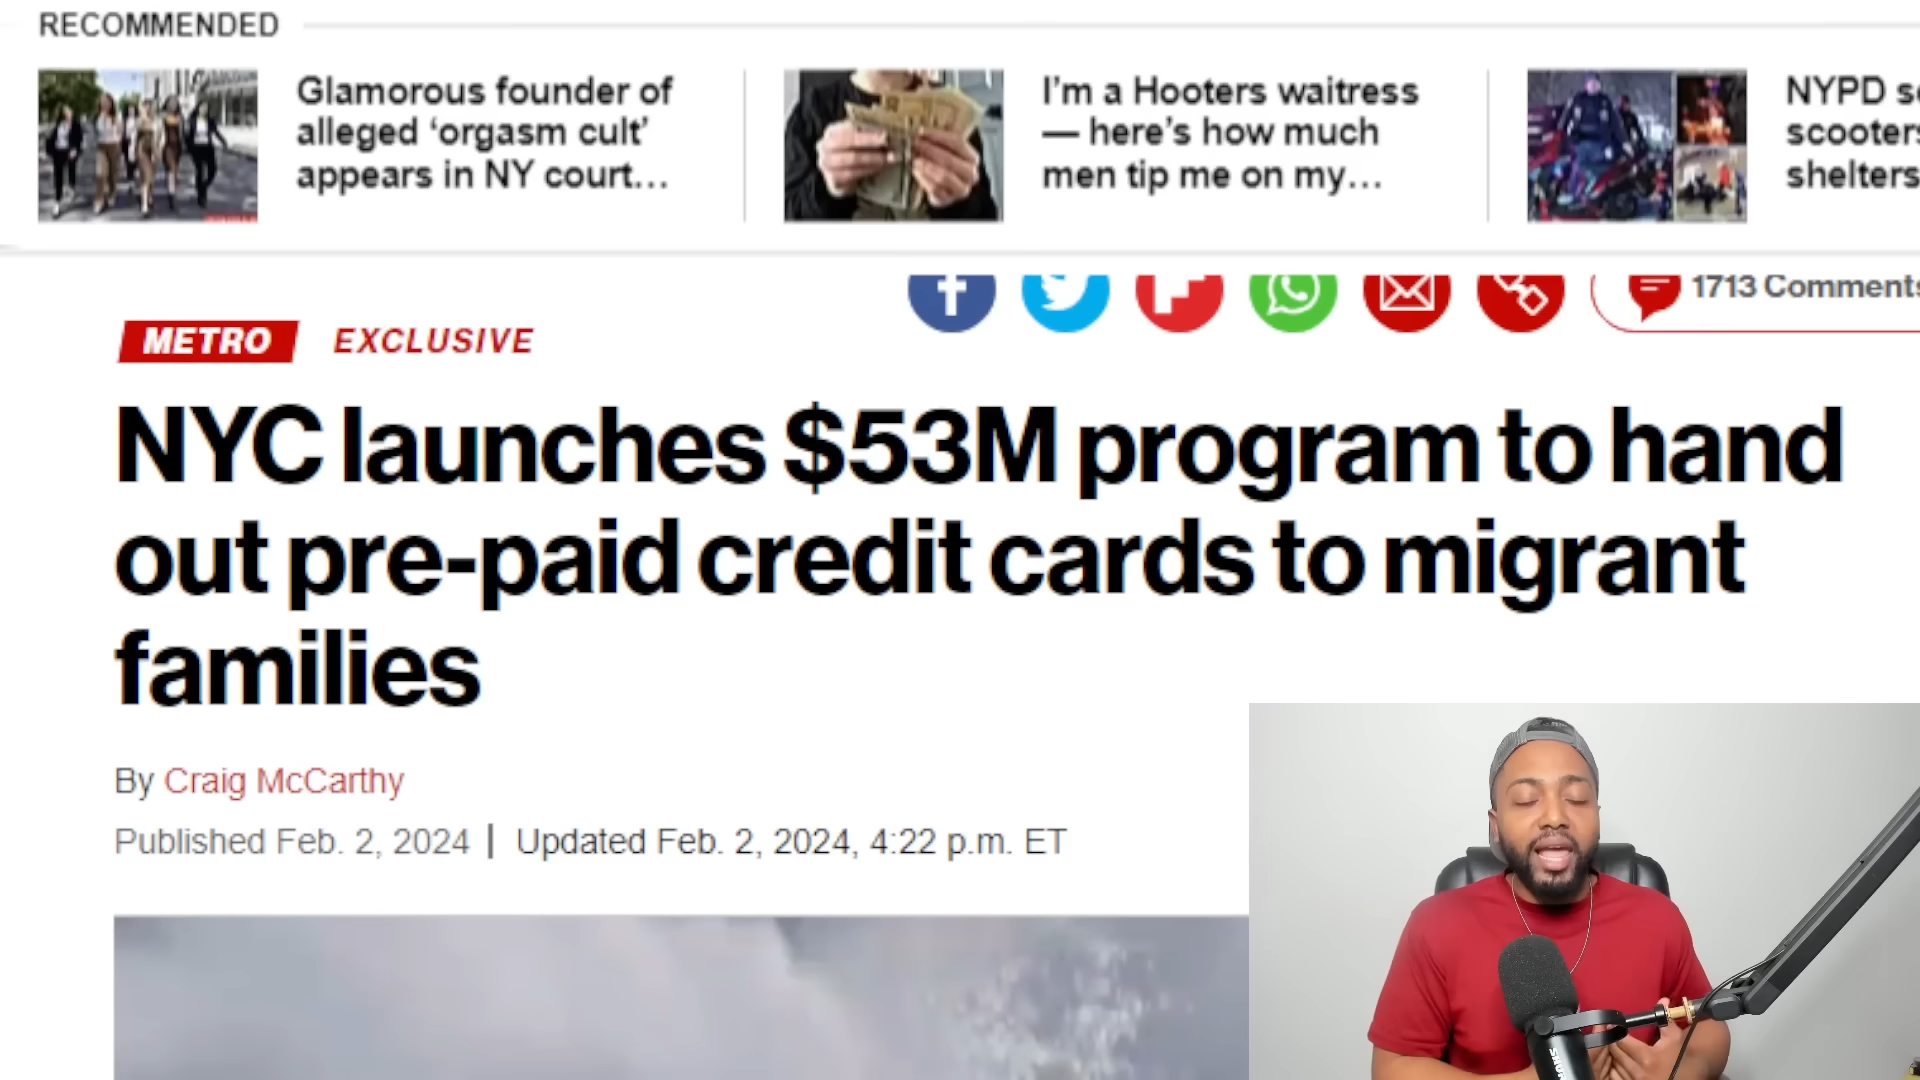 RECOMMENDED
Glamorous founder of
alleged ‘orgasm cult’
appears in NY court...
I’m a Hooters waitress
— here’s how much
men tip me on my...
NYPD
scooters
shelters
1713 Comments
METRO EXCLUSIVE
NYC launches $53M program to hand
out pre-paid credit cards to migrant
families
By Craig McCarthy
Published Feb. 2, 2024 | Updated Feb. 2, 2024, 4:22 p.m. ET